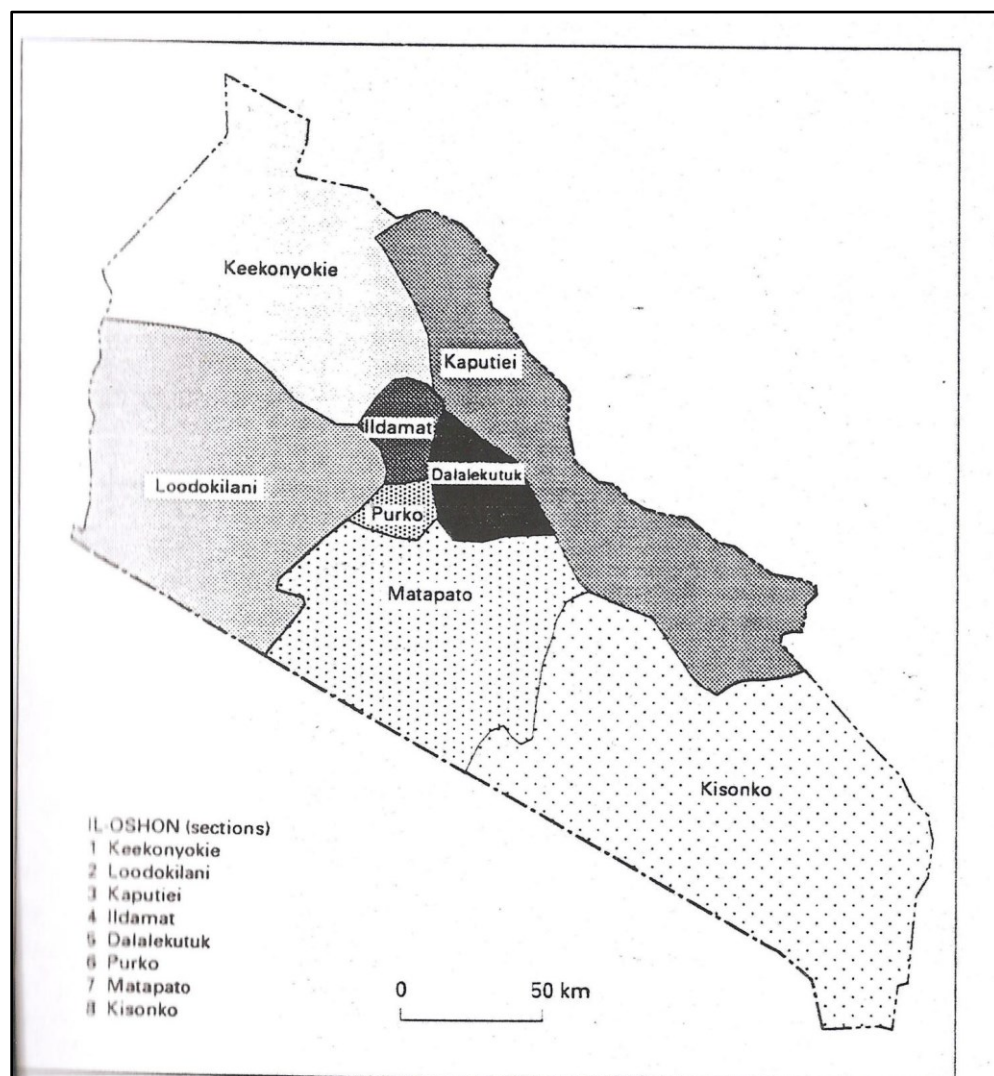 Keekonyokie
Kaputiei
Ildamat
Dalalekutuk
Loodokilani
Purko
Matapato
Kisonko
IL-OSHON (sections)
1 Keekonyokie
2 Loodokilani
3 Kaputiei
4 Ildamat
5 Dalalekutuk
6 Purko
7 Matapato
8 Kisonko
0 50 km